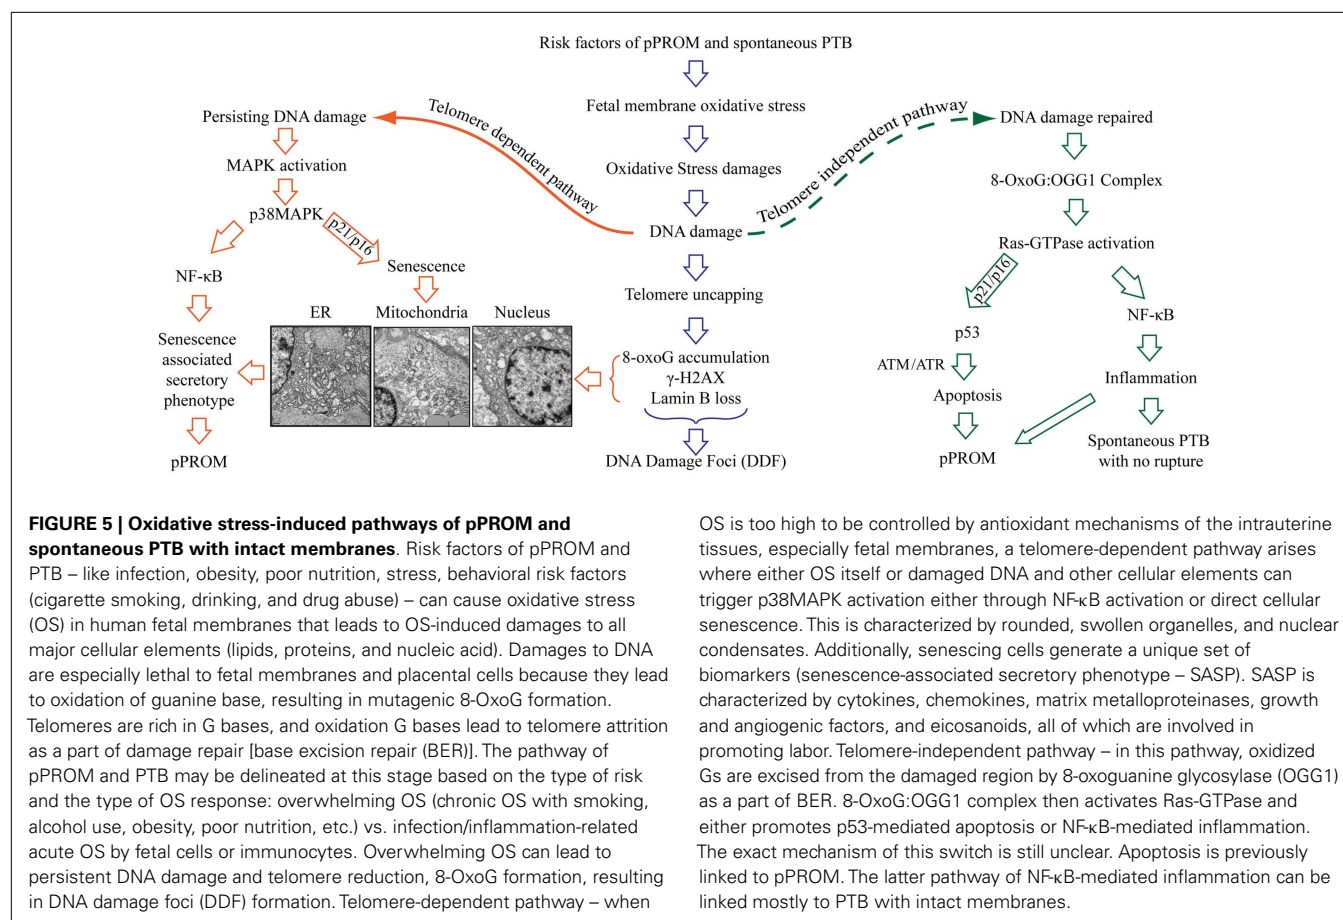 Risk factors of pPROM and spontaneous PTB
Fetal membrane oxidative stress
Oxidative Stress damages
DNA damage
Telomere dependent pathway
Persisting DNA damage
MAPK activation
p38MAPK
p21/p16
NF-κB
Senescence
Senescence
associated
secretory
phenotype
pPROM
ER
Mitochondria
Nucleus
Telomere uncapping
8-oxoG accumulation
γ-H2AX
Lamin B loss
DNA Damage Foci (DDF)
Telomere independent pathway
DNA damage repaired
8-OxoG:OGG1 Complex
Ras-GTPase activation
p21/p16
p53
ATM/ATR
Apoptosis
pPROM
NF-κB
Inflammation
Spontaneous PTB
with no rupture
FIGURE 5 | Oxidative stress-induced pathways of pPROM and
spontaneous PTB with intact membranes. Risk factors of pPROM and
PTB – like infection, obesity, poor nutrition, stress, behavioral risk factors
(cigarette smoking, drinking, and drug abuse) – can cause oxidative stress
(OS) in human fetal membranes that leads to OS-induced damages to all
major cellular elements (lipids, proteins, and nucleic acid). Damages to DNA
are especially lethal to fetal membranes and placental cells because they lead
to oxidation of guanine base, resulting in mutagenic 8-OxoG formation.
Telomeres are rich in G bases, and oxidation G bases lead to telomere attrition
as a part of damage repair [base excision repair (BER)]. The pathway of
pPROM and PTB may be delineated at this stage based on the type of risk
and the type of OS response: overwhelming OS (chronic OS with smoking,
alcohol use, obesity, poor nutrition, etc.) vs. infection/inflammation-related
acute OS by fetal cells or immunocytes. Overwhelming OS can lead to
persistent DNA damage and telomere reduction, 8-OxoG formation, resulting
in DNA damage foci (DDF) formation. Telomere-dependent pathway – when
OS is too high to be controlled by antioxidant mechanisms of the intrauterine
tissues, especially fetal membranes, a telomere-dependent pathway arises
where either OS itself or damaged DNA and other cellular elements can
trigger p38MAPK activation either through NF-κB activation or direct cellular
senescence. This is characterized by rounded, swollen organelles, and nuclear
condensates. Additionally, senescing cells generate a unique set of
biomarkers (senescence-associated secretory phenotype – SASP). SASP is
characterized by cytokines, chemokines, matrix metalloproteinases, growth
and angiogenic factors, and eicosanoids, all of which are involved in
promoting labor. Telomere-independent pathway – in this pathway, oxidized
Gs are excised from the damaged region by 8-oxoguanine glycosylase (OGG1)
as a part of BER. 8-OxoG:OGG1 complex then activates Ras-GTPase and
either promotes p53-mediated apoptosis or NF-κB-mediated inflammation.
The exact mechanism of this switch is still unclear. Apoptosis is previously
linked to pPROM. The latter pathway of NF-κB-mediated inflammation can be
linked mostly to PTB with intact membranes.